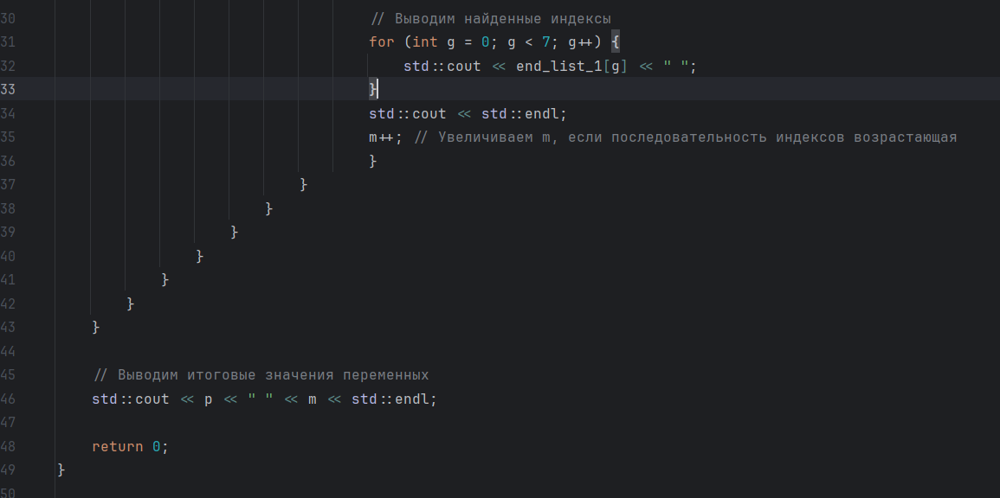 30 // Выводим найденные индексы
31 for (int g = 0; g < 7; g++) {
32 std::cout << end_list_1[g] << " ";
33 }
34 std::cout << std::endl;
35 m++; // Увеличиваем m, если последовательность индексов возрастающая
36 }
37 }
38 }
39 }
40 }
41 }
42 }
43 }
44
45 // Выводим итоговые значения переменных
46 std::cout << p << " " << m << std::endl;
47
48 return 0;
49 }
50